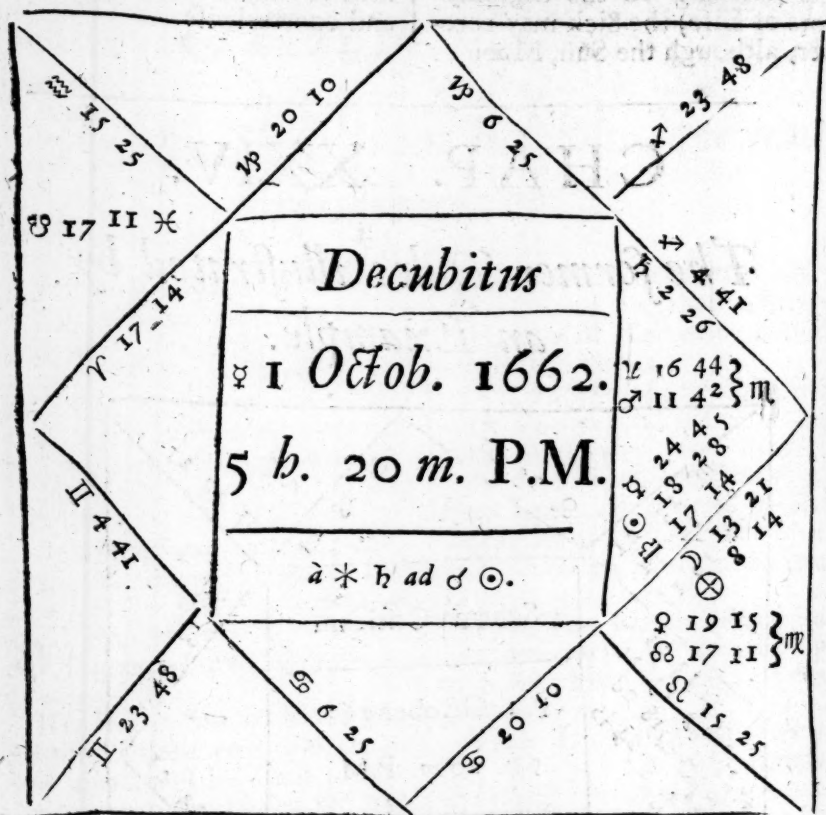 ♒ 15 25
♑ 20 10
♑ 6 25
♐ 23 48
☋ 17 11 ♓
♐ 4 41
♄ 2 26
Decubitus
☿ 1 Octob. 1662.
♃ 16 44 } ♏
♂ 11 42
♈ 17 14
5 h. 20 m. P.M.
☿ 24 45
☉ 18 28
♎ 17 14
☽ 13 21
⊗ 8 14
♊ 4 41
à ⚹ ♄ ad ☌ ☉.
♀ 19 15 } ♍
☊ 17 11
♊ 23 48
♋ 6 25
♋ 20 10
♌ 15 25